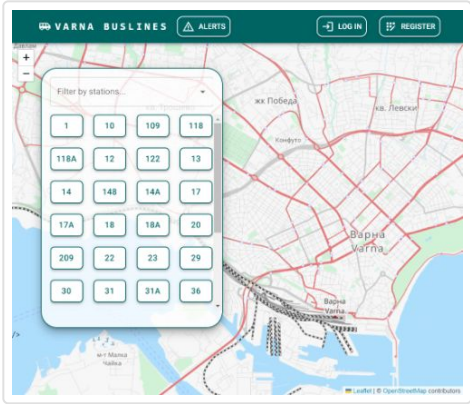 VARNA BUSLINES
ALERTS
LOG IN
REGISTER
+
−
Filter by stations...
жк Победа
кв. Левски
Конфуто
1 10 109 118
118A 12 122 13
14 148 14A 17
17A 18 18A 20
209 22 23 29
30 31 31A 36
Варна
Varna
Варна
Varna
м-т Малка
Чайка
Leaflet | © OpenStreetMap contributors